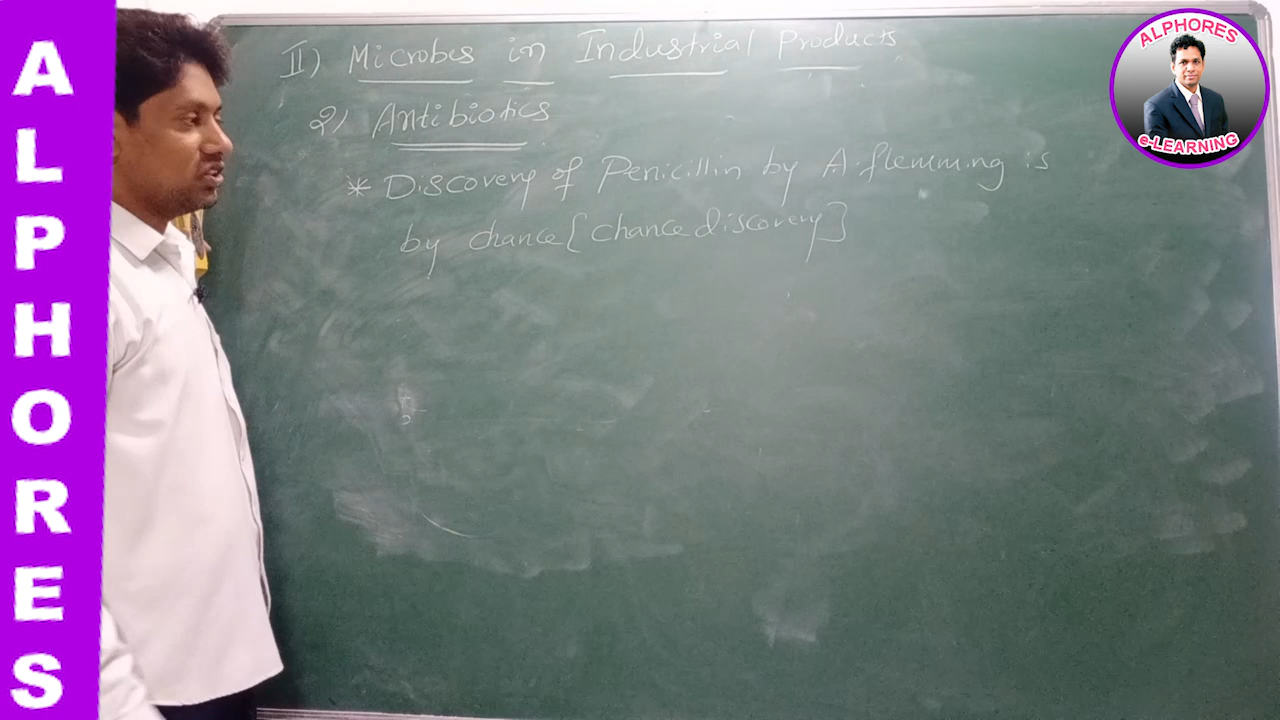 ALPHORES
II) Microbes in Industrial Products
2) Antibiotics
* Discovery of Penicillin by A.flemming is
by chance [chance discovery]
ALPHORES
e-LEARNING